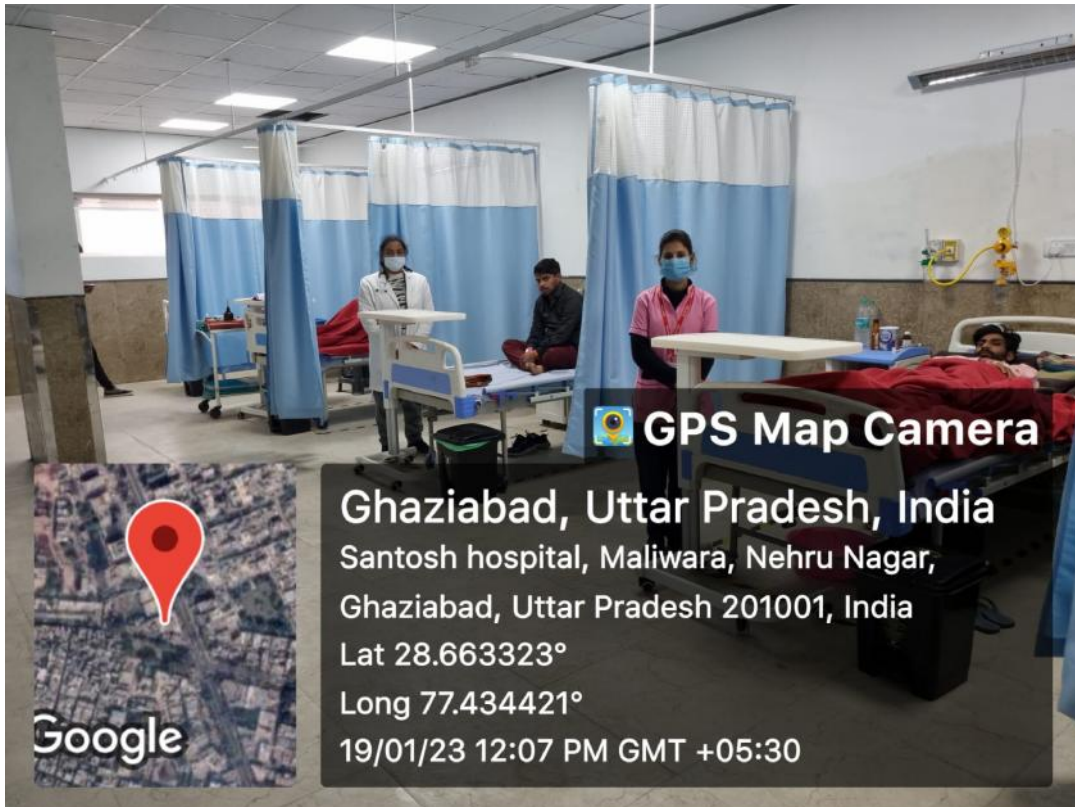 GPS Map Camera
Ghaziabad, Uttar Pradesh, India
Santosh hospital, Maliwara, Nehru Nagar,
Ghaziabad, Uttar Pradesh 201001, India
Lat 28.663323°
Long 77.434421°
19/01/23 12:07 PM GMT +05:30
Google